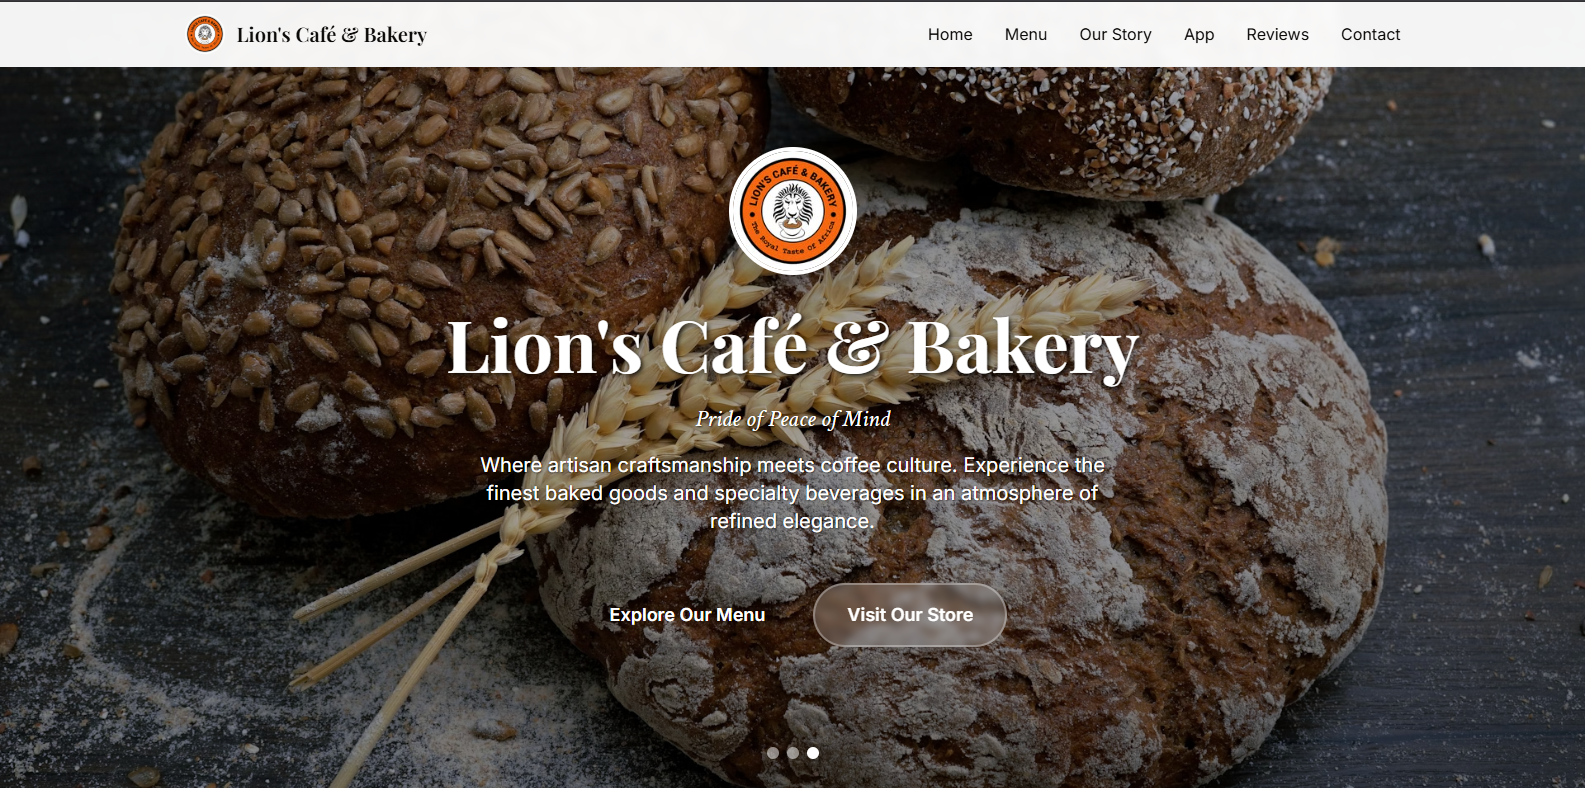 Lion's Café & Bakery
Home Menu Our Story App Reviews Contact
LION'S CAFÉ & BAKERY
The Royal Taste Of Africa
Lion's Café & Bakery
Pride of Peace of Mind
Where artisan craftsmanship meets coffee culture. Experience the
finest baked goods and specialty beverages in an atmosphere of
refined elegance.
Explore Our Menu
Visit Our Store